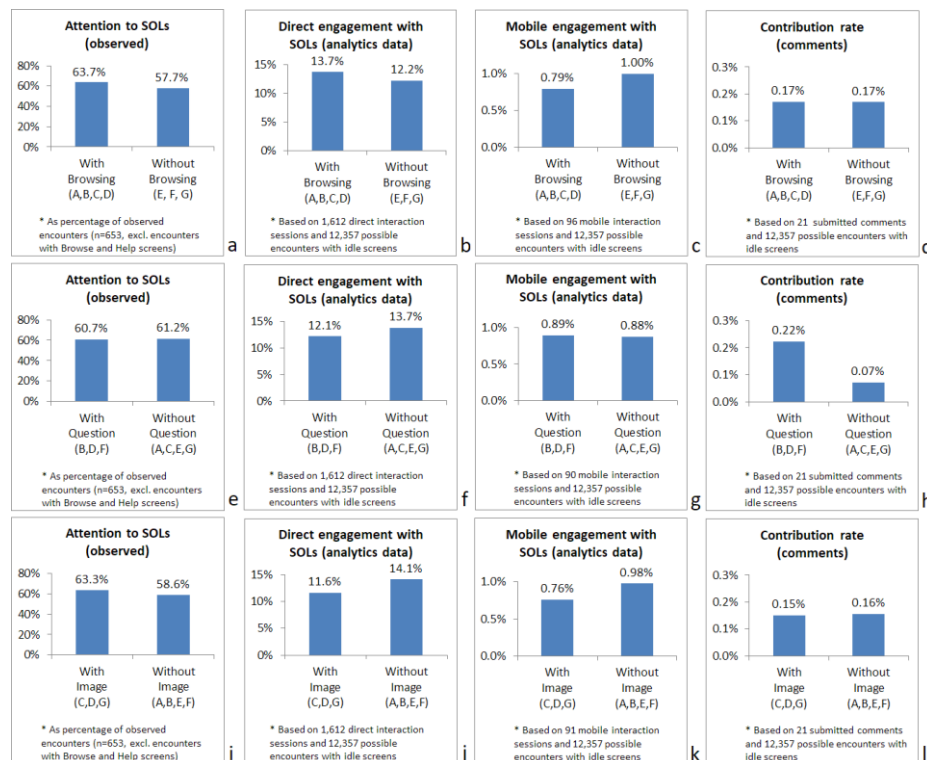 Attention to SOLs
(observed)
80%
60%
40%
20%
0%
63.7%
57.7%
With
Browsing
(A,B,C,D)
Without
Browsing
(E, F, G)
* As percentage of observed
encounters (n=653, excl. encounters
with Browse and Help screens)
a
Direct engagement with
SOLs (analytics data)
15%
10%
5%
0%
13.7%
12.2%
With
Browsing
(A,B,C,D)
Without
Browsing
(E,F,G)
* Based on 1,612 direct interaction
sessions and 12,357 possible
encounters with idle screens
b
Mobile engagement with
SOLs (analytics data)
1.0%
0.5%
0.0%
0.79%
1.00%
With
Browsing
(A,B,C,D)
Without
Browsing
(E,F,G)
* Based on 96 mobile interaction
sessions and 12,357 possible
encounters with idle screens
c
Contribution rate
(comments)
0.3%
0.2%
0.1%
0.0%
0.17%
0.17%
With
Browsing
(A,B,C,D)
Without
Browsing
(E,F,G)
* Based on 21 submitted comments
and 12,357 possible encounters with
idle screens
Attention to SOLs
(observed)
80%
60%
40%
20%
0%
60.7%
61.2%
With
Question
(B,D,F)
Without
Question
(A,C,E,G)
* As percentage of observed
encounters (n=653, excl. encounters
with Browse and Help screens)
e
Direct engagement with
SOLs (analytics data)
15%
10%
5%
0%
12.1%
13.7%
With
Question
(B,D,F)
Without
Question
(A,C,E,G)
* Based on 1,612 direct interaction
sessions and 12,357 possible
encounters with idle screens
f
Mobile engagement with
SOLs (analytics data)
1.0%
0.5%
0.0%
0.89%
0.88%
With
Question
(B,D,F)
Without
Question
(A,C,E,G)
* Based on 90 mobile interaction
sessions and 12,357 possible
encounters with idle screens
g
Contribution rate
(comments)
0.3%
0.2%
0.1%
0.0%
0.22%
0.07%
With
Question
(B,D,F)
Without
Question
(A,C,E,G)
* Based on 21 submitted comments
and 12,357 possible encounters with
idle screens
h
Attention to SOLs
(observed)
80%
60%
40%
20%
0%
63.3%
58.6%
With
Image
(C,D,G)
Without
Image
(A,B,E,F)
* As percentage of observed
encounters (n=653, excl. encounters
with Browse and Help screens)
Direct engagement with
SOLs (analytics data)
15%
10%
5%
0%
11.6%
14.1%
With
Image
(C,D,G)
Without
Image
(A,B,E,F)
* Based on 1,612 direct interaction
sessions and 12,357 possible
encounters with idle screens
Mobile engagement with
SOLs (analytics data)
1.0%
0.5%
0.0%
0.76%
0.98%
With
Image
(C,D,G)
Without
Image
(A,B,E,F)
* Based on 91 mobile interaction
sessions and 12,357 possible
encounters with idle screens
k
Contribution rate
(comments)
0.3%
0.2%
0.1%
0.0%
0.15%
0.16%
With
Image
(C,D,G)
Without
Image
(A,B,E,F)
* Based on 21 submitted comments
and 12,357 possible encounters with
idle screens